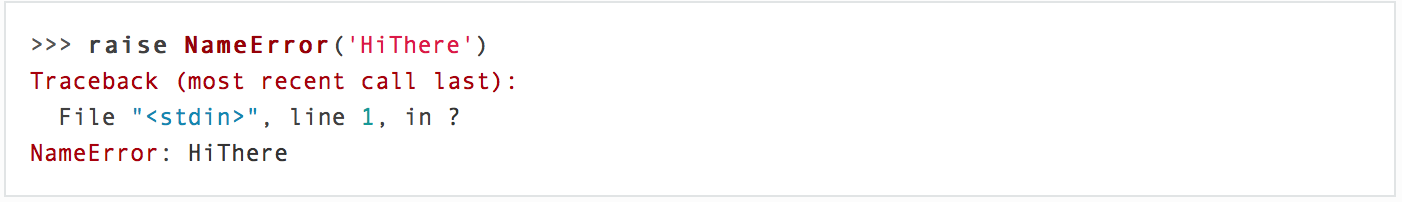 >>> raise NameError('HiThere')
Traceback (most recent call last):
  File "<stdin>", line 1, in ?
NameError: HiThere